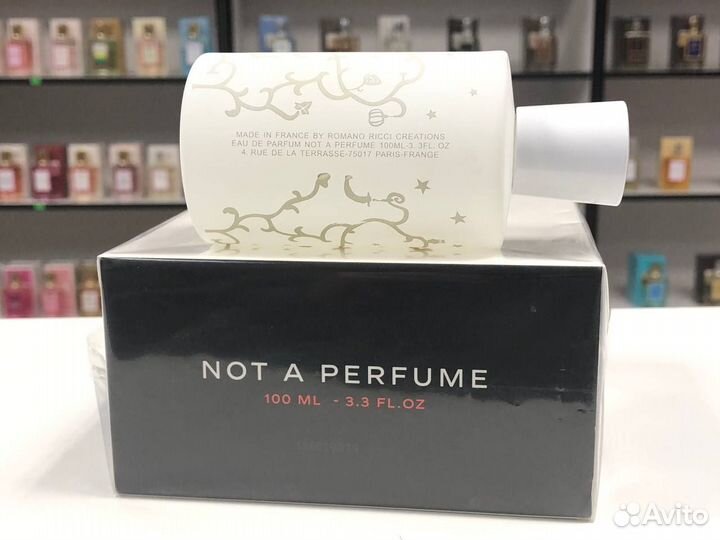 MADE IN FRANCE BY ROMANO RICCI CREATIONS
EAU DE PARFUM NOT A PERFUME 100ML-3. 3FL: OZ
4. RUE DE LA TERRASSE-75017 PARIS-FRANGE
NOT A PERFUME
100 ML - 3.3 FL.OZ
Avito